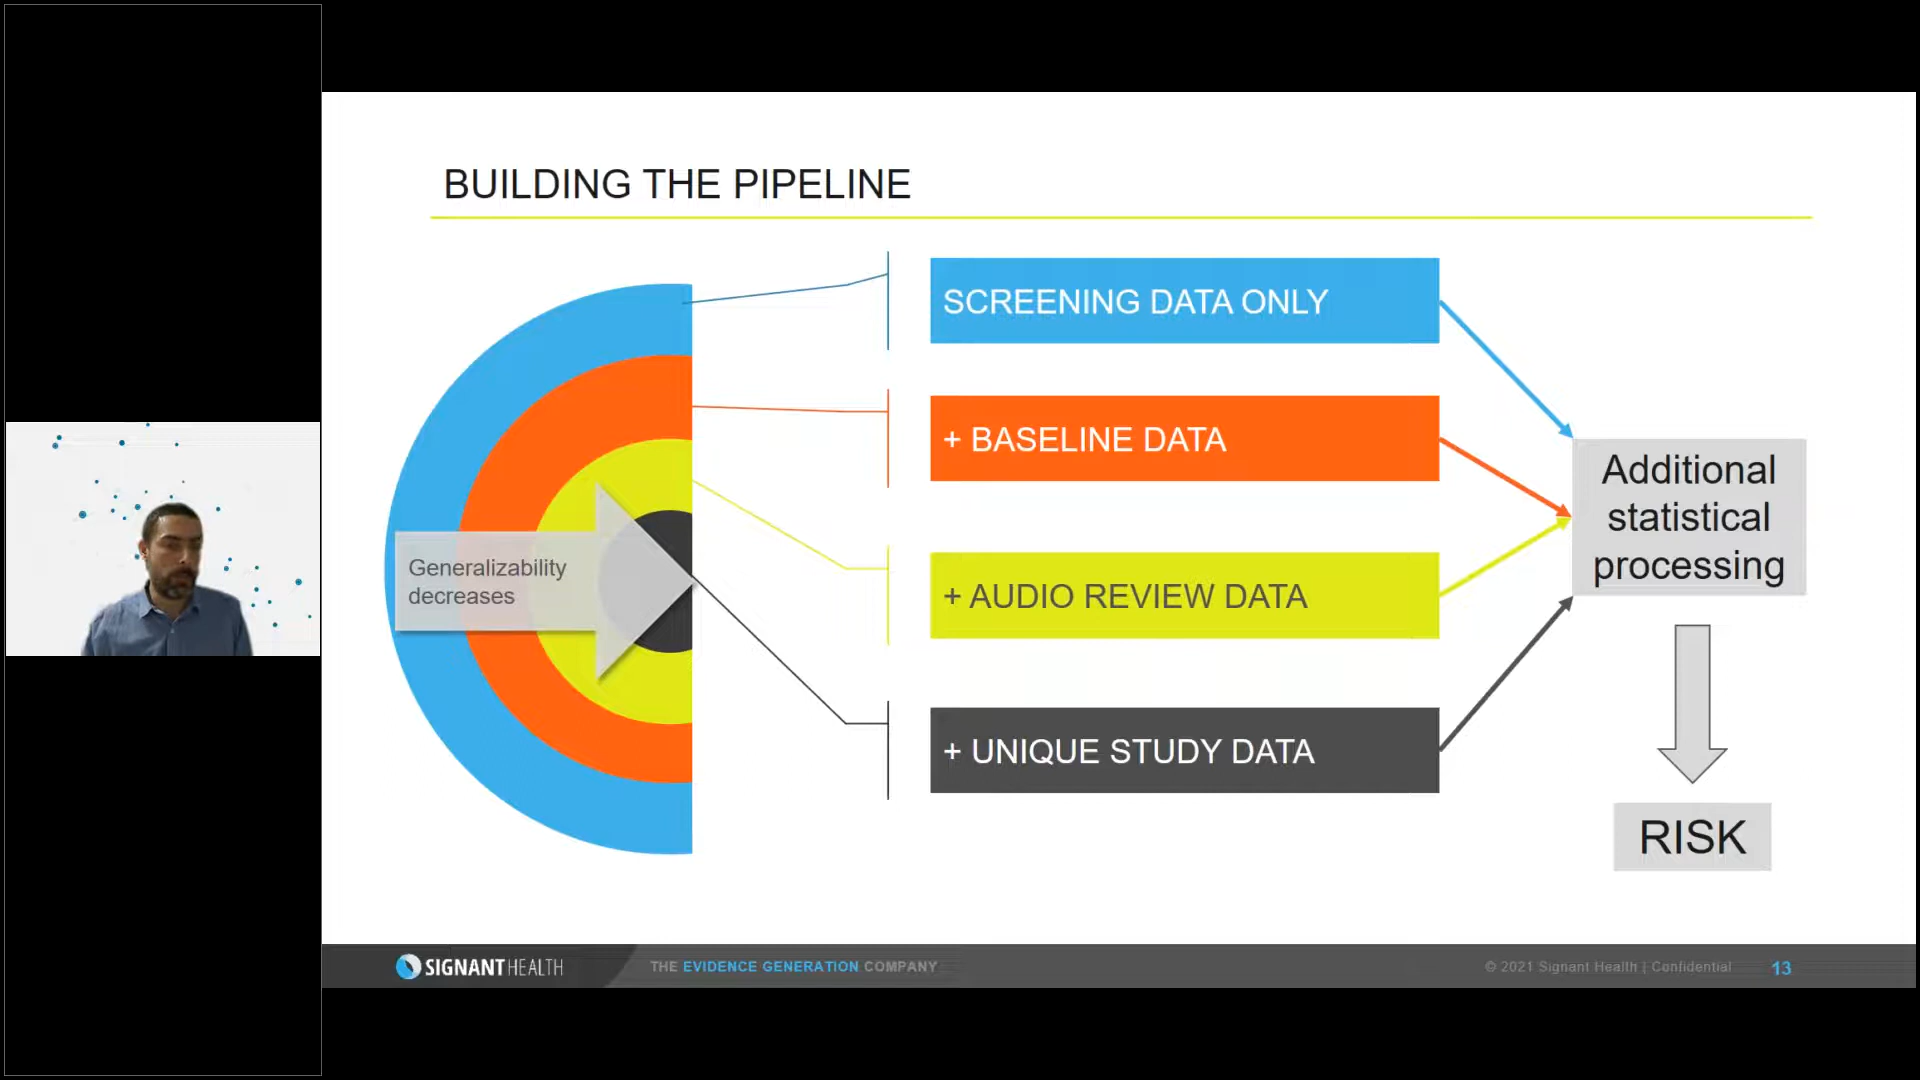 BUILDING THE PIPELINE
SCREENING DATA ONLY
+ BASELINE DATA
+ AUDIO REVIEW DATA
+ UNIQUE STUDY DATA
Generalizability
decreases
Additional
statistical
processing
RISK
SIGNANT HEALTH
THE EVIDENCE GENERATION COMPANY
© 2021 Signant Health | Confidential
13